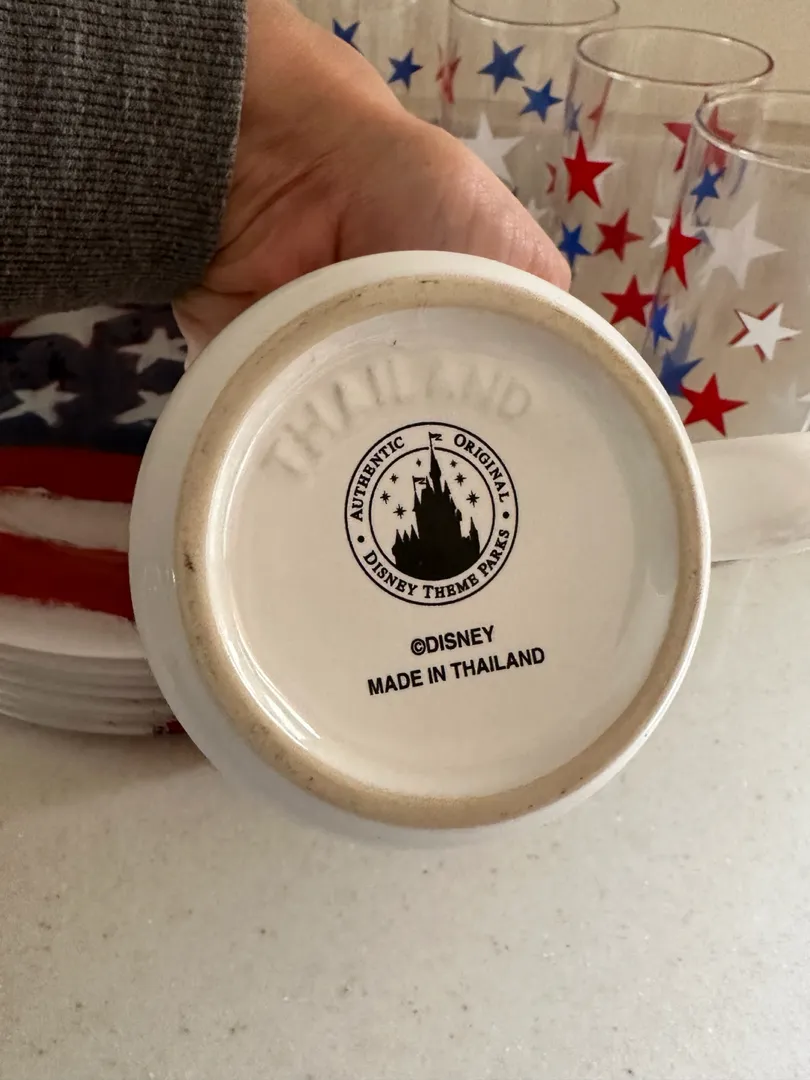 THAILAND
AUTHENTIC ORIGINAL
• DISNEY THEME PARKS •
©DISNEY
MADE IN THAILAND